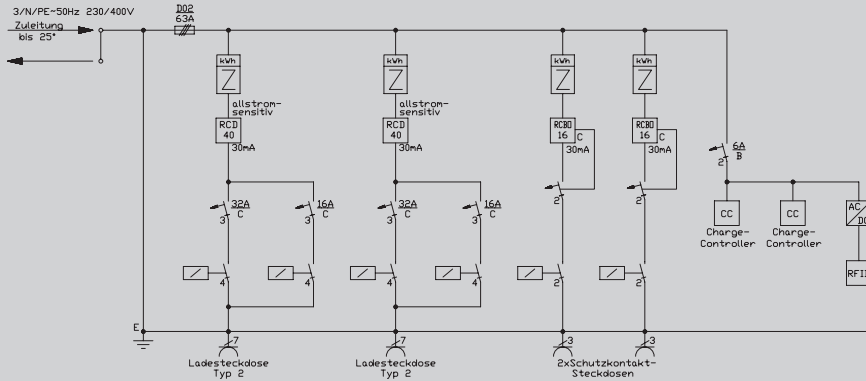 3/N/PE~50Hz 230/400V
Zuleitung
bis 25°
D02
63A
kWh
Z
kWh
Z
kWh
Z
kWh
Z
allstrom-
sensitiv
allstrom-
sensitiv
RCD
40
30mA
RCD
40
30mA
RCBO
16
C
30mA
RCBO
16
C
30mA
6A
B
2
32A
C
3
16A
C
3
32A
C
3
16A
C
3
2
2
CC
Charge-
Controller
CC
Charge-
Controller
AC
DC
RFI
4
4
4
4
2
2
E
7
Ladesteckdose
Typ 2
7
Ladesteckdose
Typ 2
3
3
2xSchutzkontakt-
Steckdosen